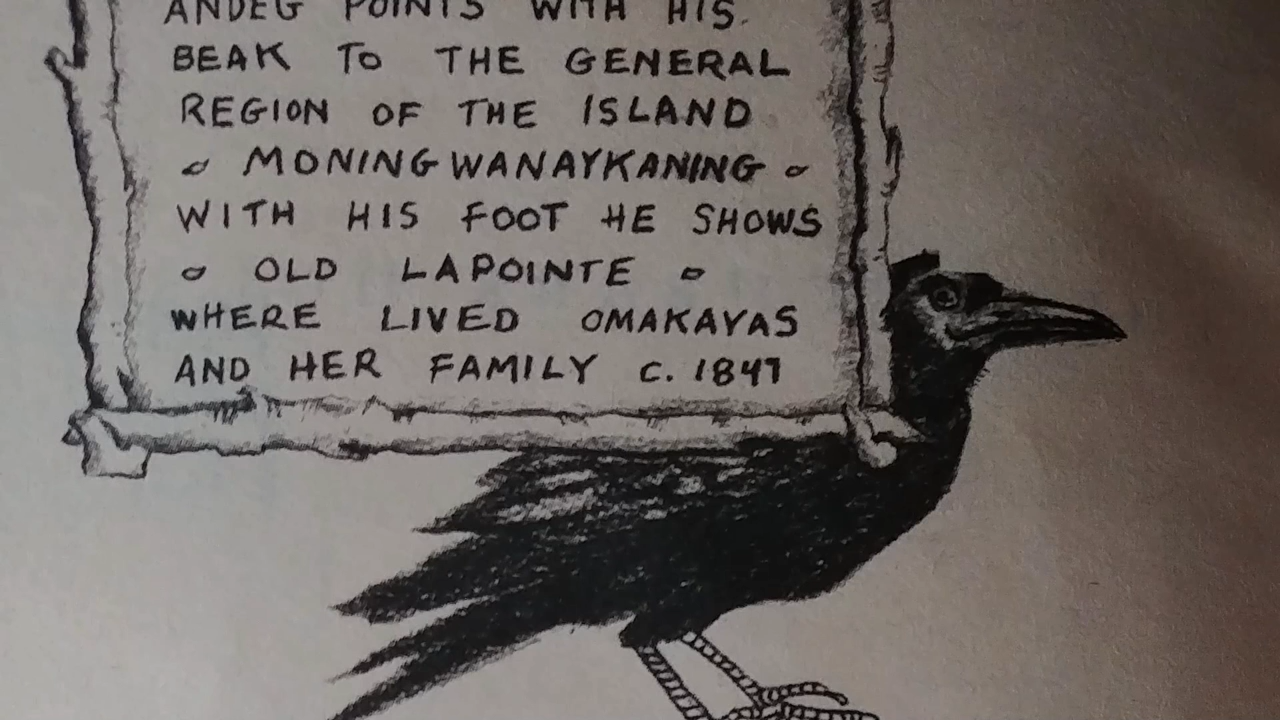 ANDEG POINTS WITH HIS
BEAK TO THE GENERAL
REGION OF THE ISLAND
MONINGWANAYKANING
WITH HIS FOOT HE SHOWS
OLD LAPOINTE
WHERE LIVED OMAKAYAS
AND HER FAMILY C. 1847